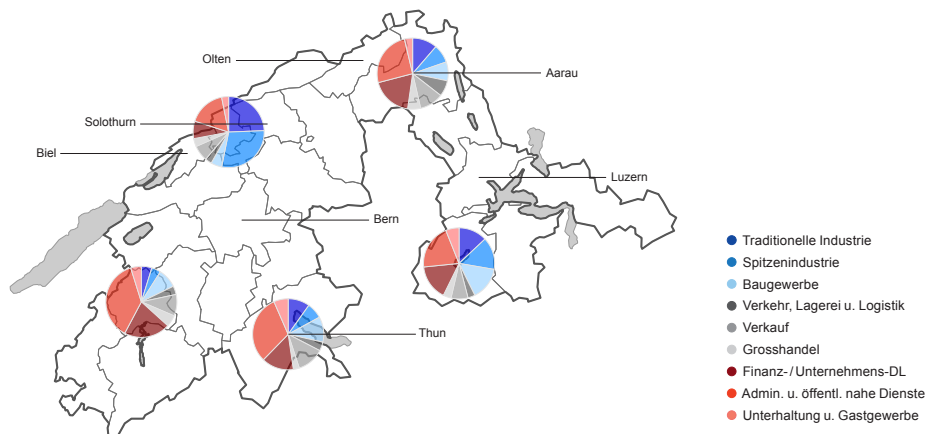 Olten
Aarau
Solothurn
Biel
Luzern
Bern
Thun
Traditionelle Industrie
Spitzenindustrie
Baugewerbe
Verkehr, Lagerei u. Logistik
Verkauf
Grosshandel
Finanz-/Unternehmens-DL
Admin. u. öffentl. nahe Dienste
Unterhaltung u. Gastgewerbe